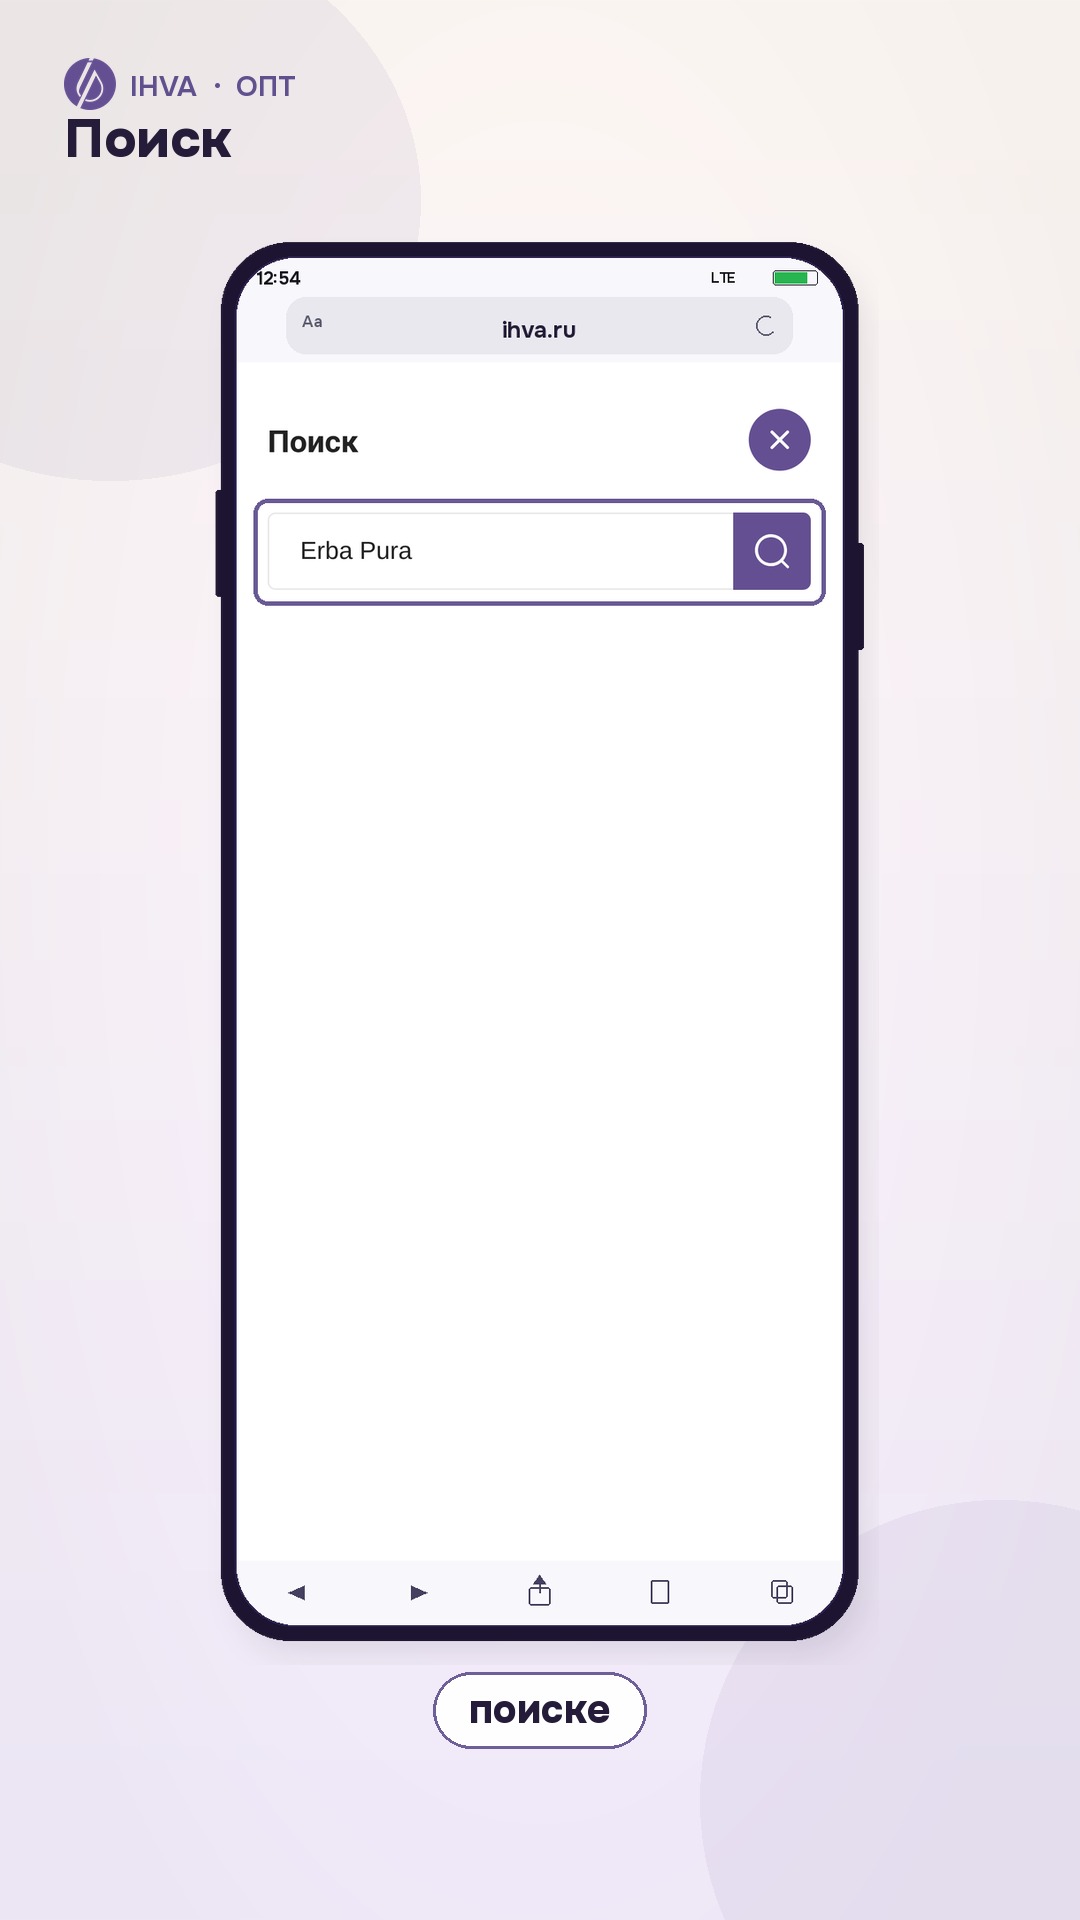 IHVA · ОПТ
Поиск
12:54
LTE
Aa
ihva.ru
Поиск
Erba Pura
поиске